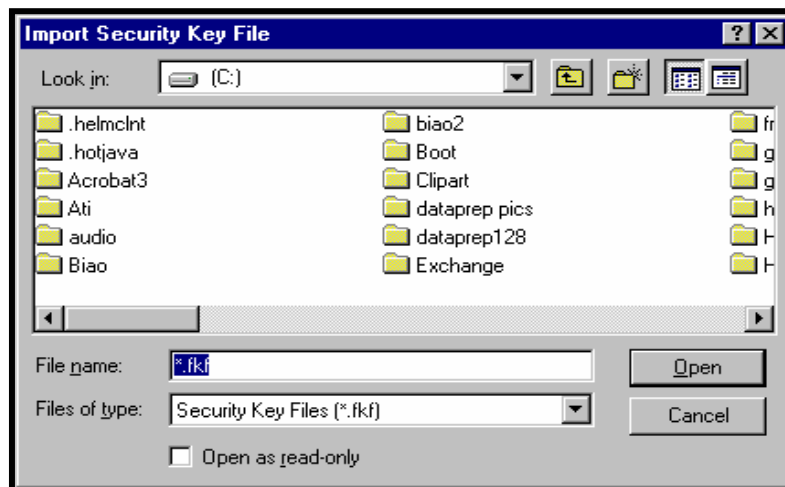 Import Security Key File
Look in: (C:)
.helmclnt biao2 fr
.hotjava Boot g
Acrobat3 Clipart g
Ati dataprep pics h
audio dataprep128 H
Biao Exchange H
File name: *.fkf Open
Files of type: Security Key Files (*.fkf) Cancel
Open as read-only